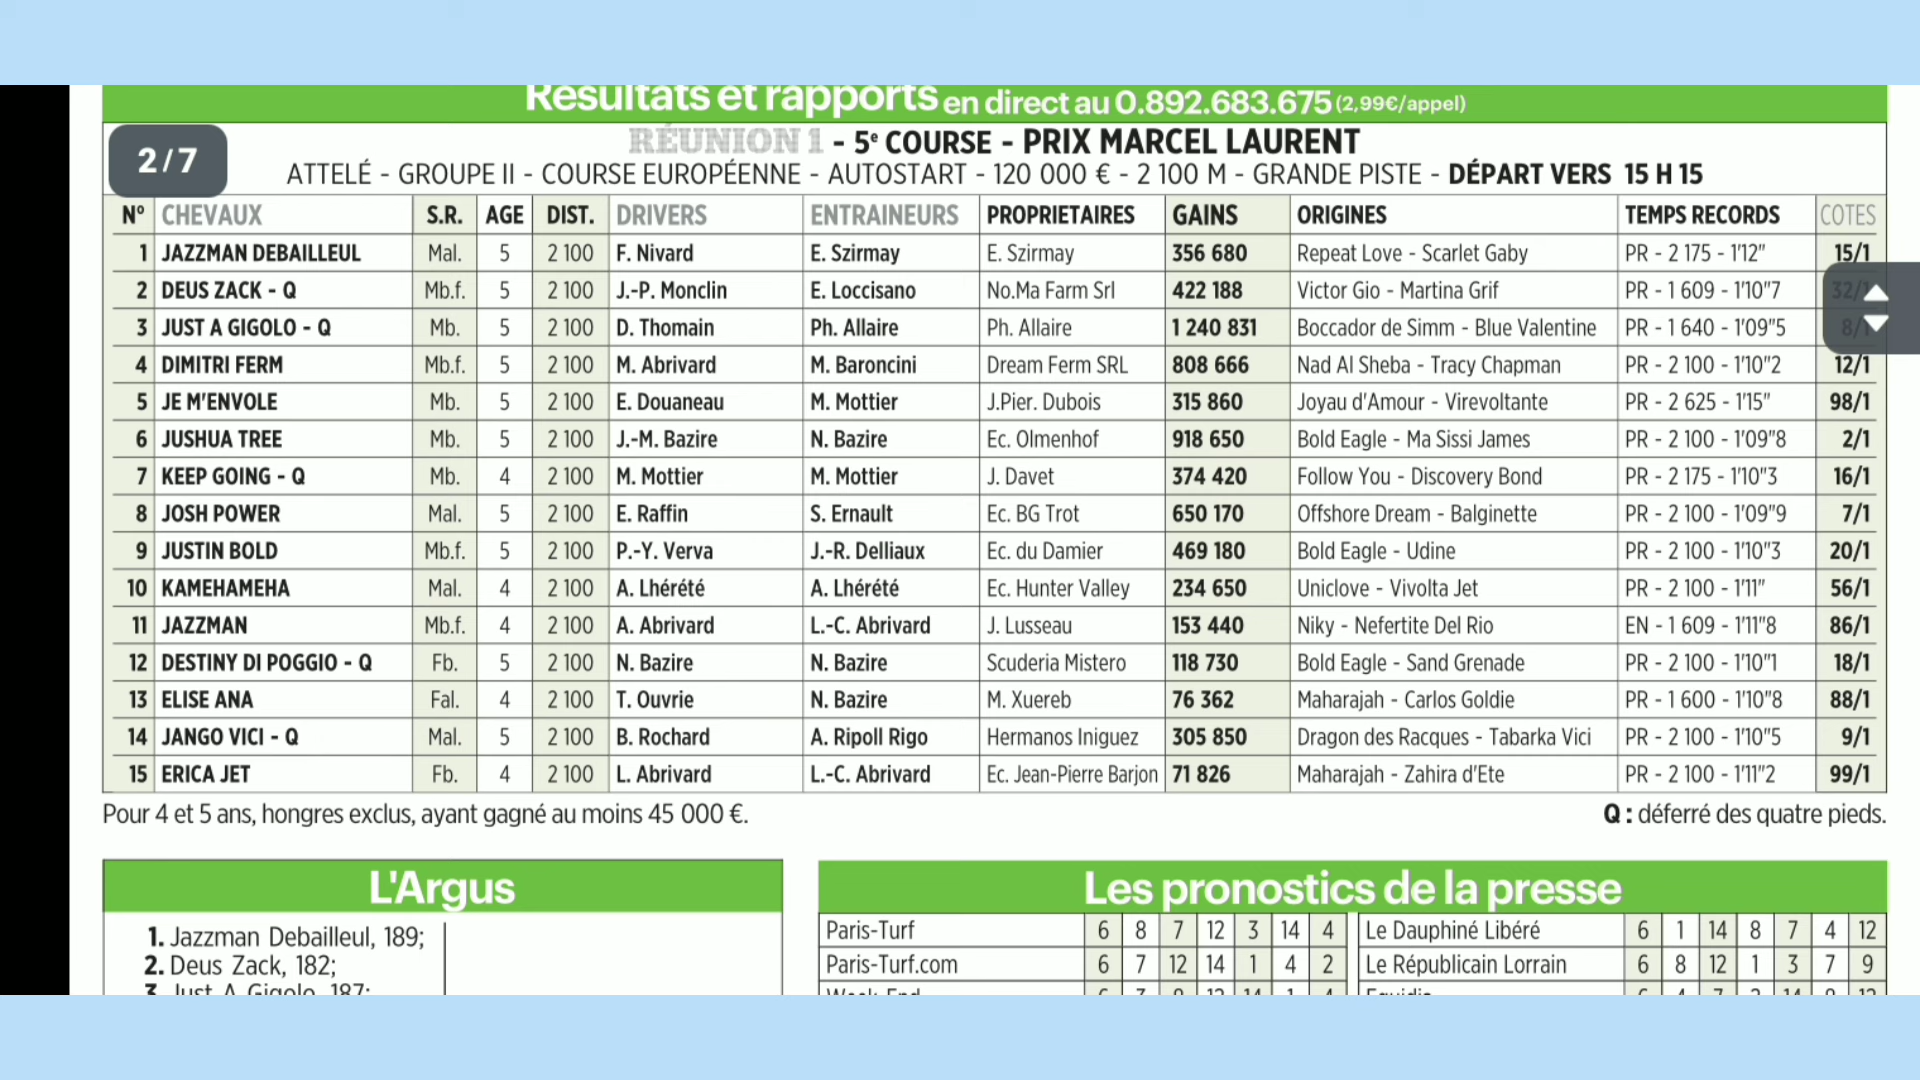 Résultats et rapports en direct au 0.892.683.675 (2,99€/appel)
2/7
RÉUNION 1 - 5e COURSE - PRIX MARCEL LAURENT
ATTELÉ - GROUPE II - COURSE EUROPÉENNE - AUTOSTART - 120 000 € - 2 100 M - GRANDE PISTE - DÉPART VERS 15 H 15
N° CHEVAUX S.R. AGE DIST. DRIVERS ENTRAINEURS PROPRIETAIRES GAINS ORIGINES TEMPS RECORDS COTES
1 JAZZMAN DEBAILLEUL Mal. 5 2 100 F. Nivard E. Szirmay E. Szirmay 356 680 Repeat Love - Scarlet Gaby PR - 2 175 - 1'12" 15/1
2 DEUS ZACK - Q Mb.f. 5 2 100 J.-P. Monclin E. Loccisano No.Ma Farm Srl 422 188 Victor Gio - Martina Grif PR - 1 609 - 1'10"7 32/1
3 JUST A GIGOLO - Q Mb. 5 2 100 D. Thomain Ph. Allaire Ph. Allaire 1 240 831 Boccador de Simm - Blue Valentine PR - 1 640 - 1'09"5 8/1
4 DIMITRI FERM Mb.f. 5 2 100 M. Abrivard M. Baroncini Dream Ferm SRL 808 666 Nad Al Sheba - Tracy Chapman PR - 2 100 - 1'10"2 12/1
5 JE M'ENVOLE Mb. 5 2 100 E. Douaneau M. Mottier J.Pier. Dubois 315 860 Joyau d'Amour - Virevoltante PR - 2 625 - 1'15" 98/1
6 JUSHUA TREE Mb. 5 2 100 J.-M. Bazire N. Bazire Ec. Olmenhof 918 650 Bold Eagle - Ma Sissi James PR - 2 100 - 1'09"8 2/1
7 KEEP GOING - Q Mb. 4 2 100 M. Mottier M. Mottier J. Davet 374 420 Follow You - Discovery Bond PR - 2 175 - 1'10"3 16/1
8 JOSH POWER Mal. 5 2 100 E. Raffin S. Ernault Ec. BG Trot 650 170 Offshore Dream - Balginette PR - 2 100 - 1'09"9 7/1
9 JUSTIN BOLD Mb.f. 5 2 100 P.-Y. Verva J.-R. Delliaux Ec. du Damier 469 180 Bold Eagle - Udine PR - 2 100 - 1'10"3 20/1
10 KAMEHAMEHA Mal. 4 2 100 A. Lhérété A. Lhérété Ec. Hunter Valley 234 650 Uniclove - Vivolta Jet PR - 2 100 - 1'11" 56/1
11 JAZZMAN Mb.f. 4 2 100 A. Abrivard L.-C. Abrivard J. Lusseau 153 440 Niky - Nefertite Del Rio EN - 1 609 - 1'11"8 86/1
12 DESTINY DI POGGIO - Q Fb. 5 2 100 N. Bazire N. Bazire Scuderia Mistero 118 730 Bold Eagle - Sand Grenade PR - 2 100 - 1'10"1 18/1
13 ELISE ANA Fal. 4 2 100 T. Ouvrie N. Bazire M. Xuereb 76 362 Maharajah - Carlos Goldie PR - 1 600 - 1'10"8 88/1
14 JANGO VICI - Q Mal. 5 2 100 B. Rochard A. Ripoll Rigo Hermanos Iniguez 305 850 Dragon des Racques - Tabarka Vici PR - 2 100 - 1'10"5 9/1
15 ERICA JET Fb. 4 2 100 L. Abrivard L.-C. Abrivard Ec. Jean-Pierre Barjon 71 826 Maharajah - Zahira d'Ete PR - 2 100 - 1'11"2 99/1
Pour 4 et 5 ans, hongres exclus, ayant gagné au moins 45 000 €. Q : déferré des quatre pieds.
L'Argus
1. Jazzman Debailleul, 189;
2. Deus Zack, 182;
3. Just A Gigolo, 187;
Les pronostics de la presse
Paris-Turf 6 8 7 12 3 14 4 Le Dauphiné Libéré 6 1 14 8 7 4 12
Paris-Turf.com 6 7 12 14 1 4 2 Le Républicain Lorrain 6 8 12 1 3 7 9